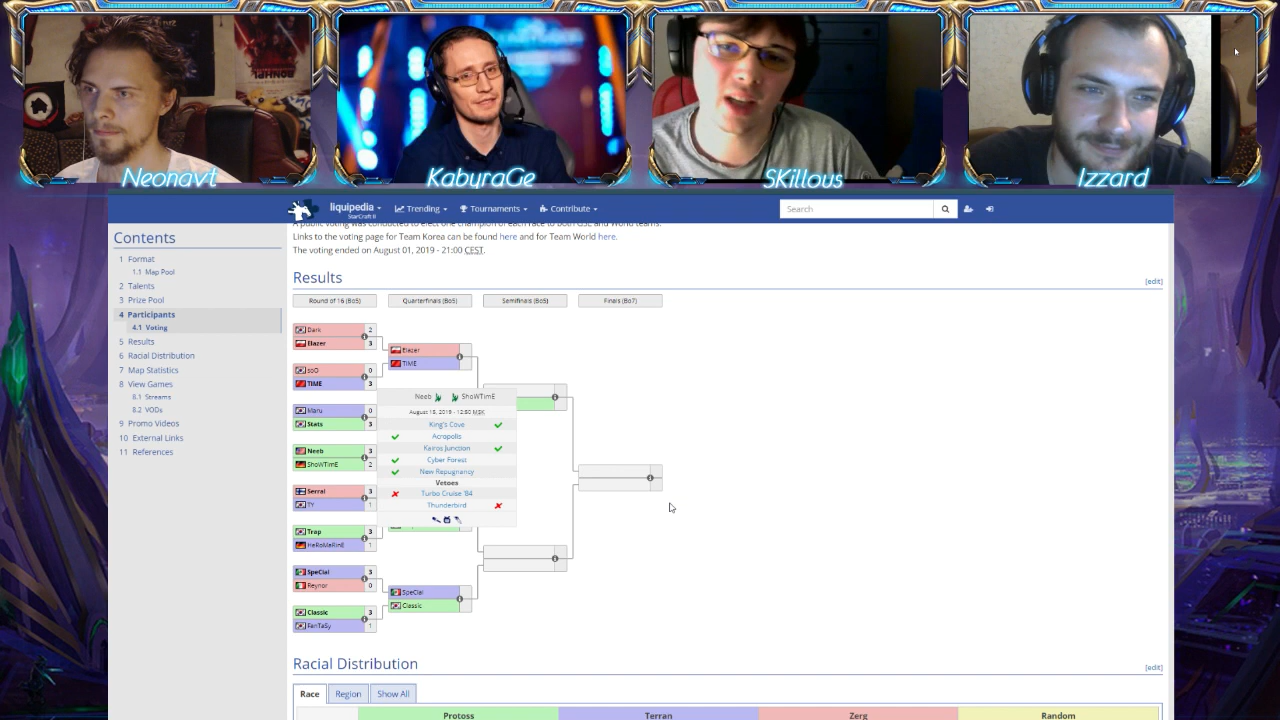 Neonavt
KabyraGe
SKillous
Izzard
liquipedia
StarCraft II
Trending
Tournaments
Contribute
Search
Contents
1 Format
1.1 Map Pool
2 Talents
3 Prize Pool
4 Participants
4.1 Voting
5 Results
6 Racial Distribution
7 Map Statistics
8 View Games
8.1 Streams
8.2 VODs
9 Promo Videos
10 External Links
11 References
A public voting was conducted to elect one champion of each race to both GSL and World teams.
Links to the voting page for Team Korea can be found here and for Team World here.
The voting ended on August 01, 2019 - 21:00 CEST.
Results
[edit]
Round of 16 (Bo5)
Quarterfinals (Bo5)
Semifinals (Bo5)
Finals (Bo7)
Dark 2
Elazer 3
soO 0
TIME 3
Maru 0
Stats 3
Neeb 3
ShoWTimE 2
Serral 3
TY 1
Trap 3
HeRoMaRinE 1
SpeCial 3
Reynor 0
Classic 3
FanTaSy 1
Elazer
TIME
Neeb ShoWTimE
August 15, 2019 - 12:50 MSK
King's Cove
Acropolis
Kairos Junction
Cyber Forest
New Repugnancy
Vetoes
Turbo Cruise '84
Thunderbird
SpeCial
Classic
Racial Distribution
[edit]
Race
Region
Show All
Protoss
Terran
Zerg
Random